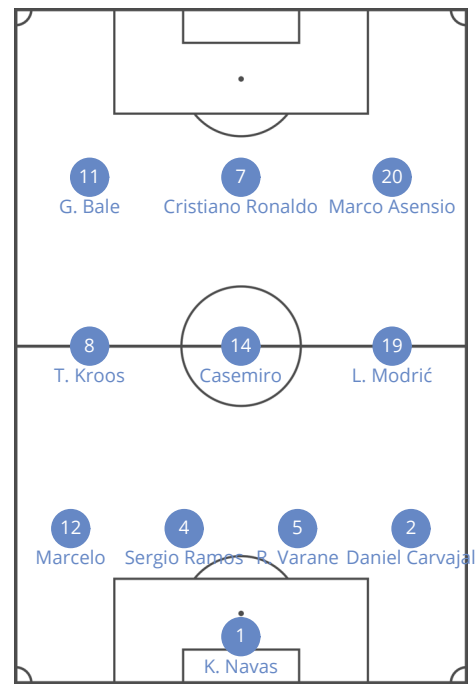 11 7 20
G. Bale Cristiano Ronaldo Marco Asensio
8 14 19
T. Kroos Casemiro L. Modrić
12 4 5 2
Marcelo Sergio Ramos R. Varane Daniel Carvajal
1
K. Navas